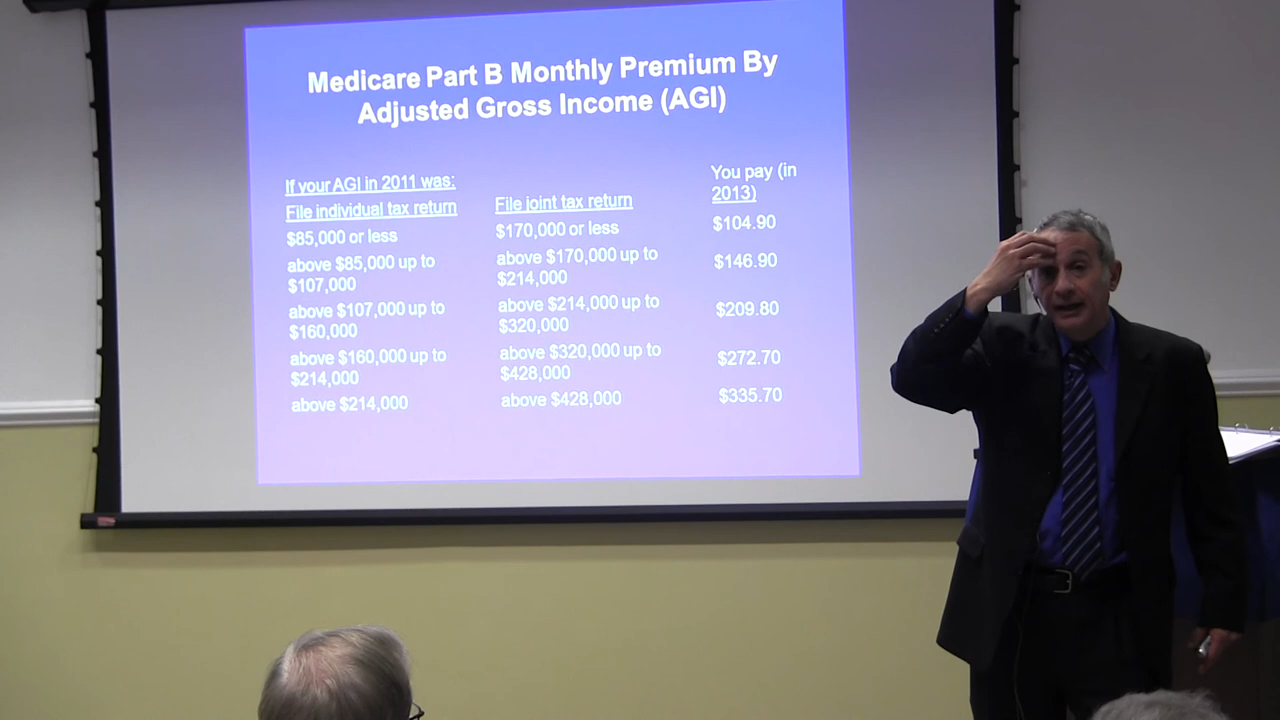 Medicare Part B Monthly Premium By
Adjusted Gross Income (AGI)
If your AGI in 2011 was:
File individual tax return
File joint tax return
You pay (in
2013)
$85,000 or less
$170,000 or less
$104.90
above $85,000 up to
$107,000
above $170,000 up to
$214,000
$146.90
above $107,000 up to
$160,000
above $214,000 up to
$320,000
$209.80
above $160,000 up to
$214,000
above $320,000 up to
$428,000
$272.70
above $214,000
above $428,000
$335.70